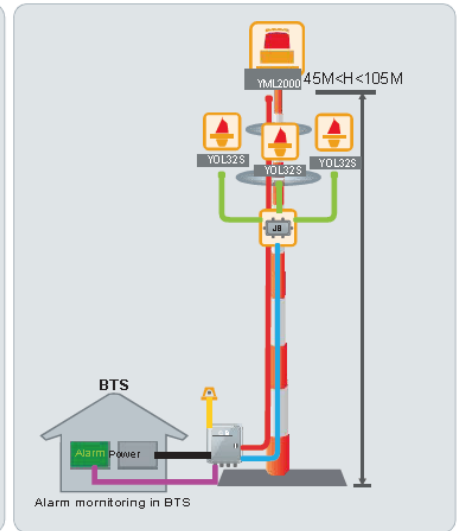 YML2000
45M<H<105M
YOL32S
YOL32S
YOL32S
JB
BTS
Alarm
Power
Alarm mornitoring in BTS